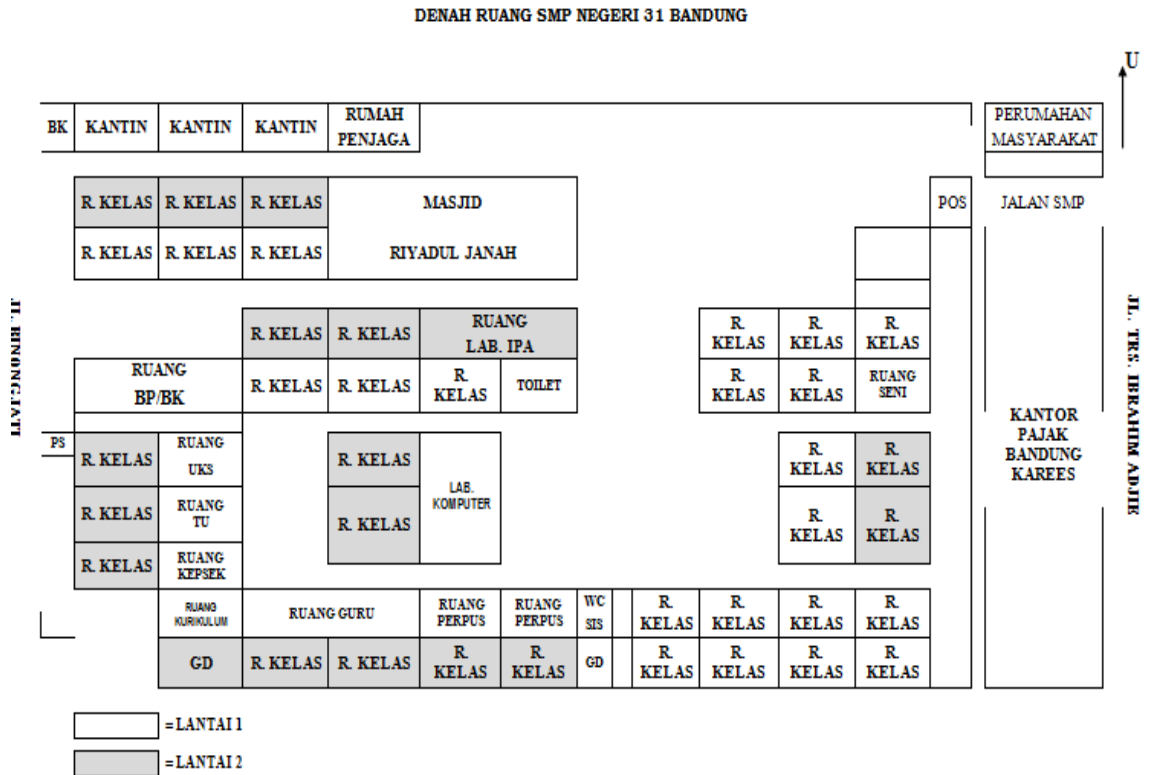 DENAH RUANG SMP NEGERI 31 BANDUNG
U
BK
KANTIN
KANTIN
KANTIN
RUMAH
PENJAGA
PERUMAHAN
MASYARAKAT
R. KELAS
R. KELAS
R. KELAS
MASJID
RIYADUL JANAH
POS
JALAN SMP
R. KELAS
R. KELAS
R. KELAS
R. KELAS
R. KELAS
RUANG
LAB. IPA
R.
KELAS
R.
KELAS
R.
KELAS
RUANG
BP/BK
R. KELAS
R. KELAS
R.
KELAS
TOILET
R.
KELAS
R.
KELAS
RUANG
SENI
JL. BINONGJATI
KANTOR
PAJAK
BANDUNG
KAREES
JL. TRS. IBRAHIM ADJIE
PS
R. KELAS
RUANG
UKS
R. KELAS
LAB.
KOMPUTER
R.
KELAS
R.
KELAS
R. KELAS
RUANG
TU
R. KELAS
R.
KELAS
R.
KELAS
R. KELAS
RUANG
KEPSEK
RUANG
KURIKULUM
RUANG GURU
RUANG
PERPUS
RUANG
PERPUS
WC
SIS
R.
KELAS
R.
KELAS
R.
KELAS
R.
KELAS
GD
R. KELAS
R. KELAS
R.
KELAS
R.
KELAS
GD
R.
KELAS
R.
KELAS
R.
KELAS
R.
KELAS
=LANTAI 1
=LANTAI 2